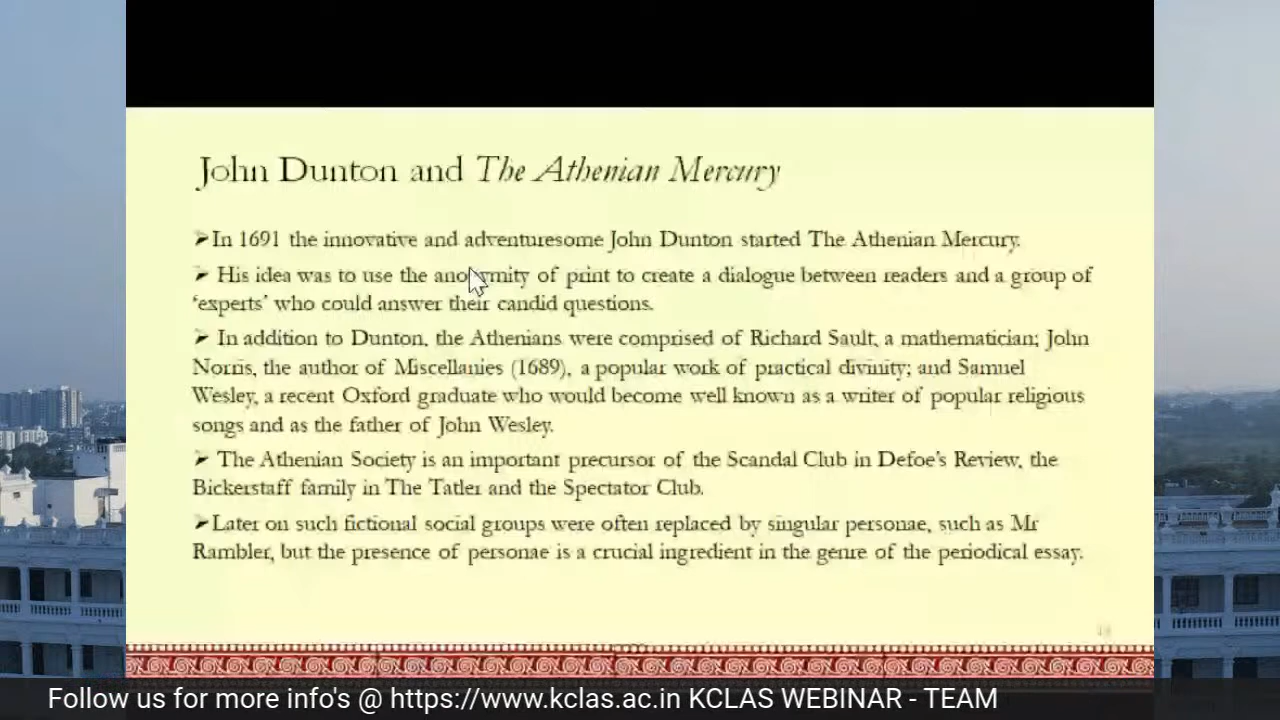 John Dunton and The Athenian Mercury
➢In 1691 the innovative and adventuresome John Dunton started The Athenian Mercury.
➢ His idea was to use the anonymity of print to create a dialogue between readers and a group of
‘experts’ who could answer their candid questions.
➢ In addition to Dunton, the Athenians were comprised of Richard Sault, a mathematician; John
Norris, the author of Miscellanies (1689), a popular work of practical divinity; and Samuel
Wesley, a recent Oxford graduate who would become well known as a writer of popular religious
songs and as the father of John Wesley.
➢ The Athenian Society is an important precursor of the Scandal Club in Defoe's Review, the
Bickerstaff family in The Tatler and the Spectator Club.
➢Later on such fictional social groups were often replaced by singular personae, such as Mr
Rambler, but the presence of personae is a crucial ingredient in the genre of the periodical essay.
Follow us for more info's @ https://www.kclas.ac.in KCLAS WEBINAR - TEAM